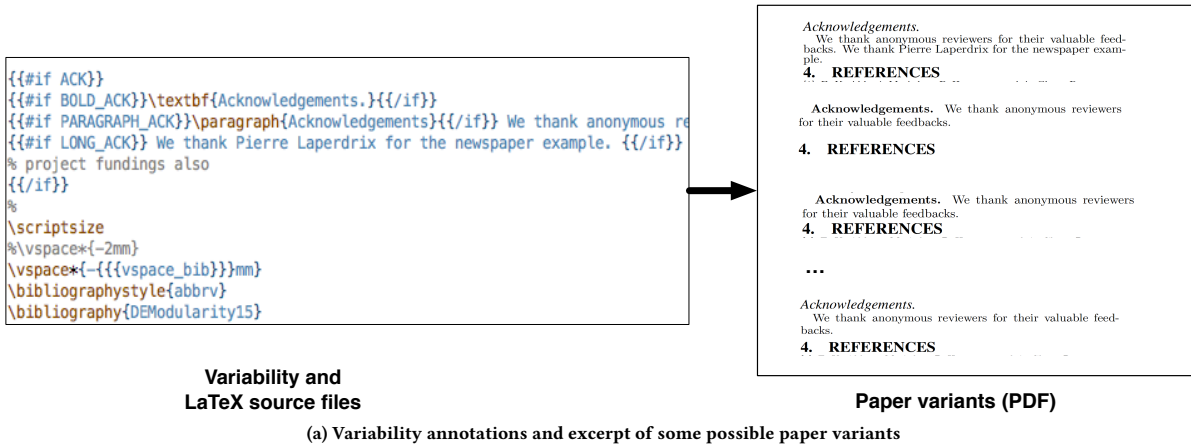 {{#if ACK}}
{{#if BOLD_ACK}}\textbf{Acknowledgements.}{{/if}}
{{#if PARAGRAPH_ACK}}\paragraph{Acknowledgements}{{/if}} We thank anonymous re
{{#if LONG_ACK}} We thank Pierre Laperdrix for the newspaper example. {{/if}}
% project fundings also
{{/if}}
%
\scriptsize
%\vspace*{-2mm}
\vspace*{-{{{vspace_bib}}}mm}
\bibliographystyle{abbrv}
\bibliography{DEModularity15}
Variability and
LaTeX source files
Acknowledgements.
We thank anonymous reviewers for their valuable feed-
backs. We thank Pierre Laperdrix for the newspaper exam-
ple.
4. REFERENCES
Acknowledgements. We thank anonymous reviewers
for their valuable feedbacks.
4. REFERENCES
Acknowledgements. We thank anonymous reviewers
for their valuable feedbacks.
4. REFERENCES
...
Acknowledgements.
We thank anonymous reviewers for their valuable feed-
backs.
4. REFERENCES
Paper variants (PDF)
(a) Variability annotations and excerpt of some possible paper variants